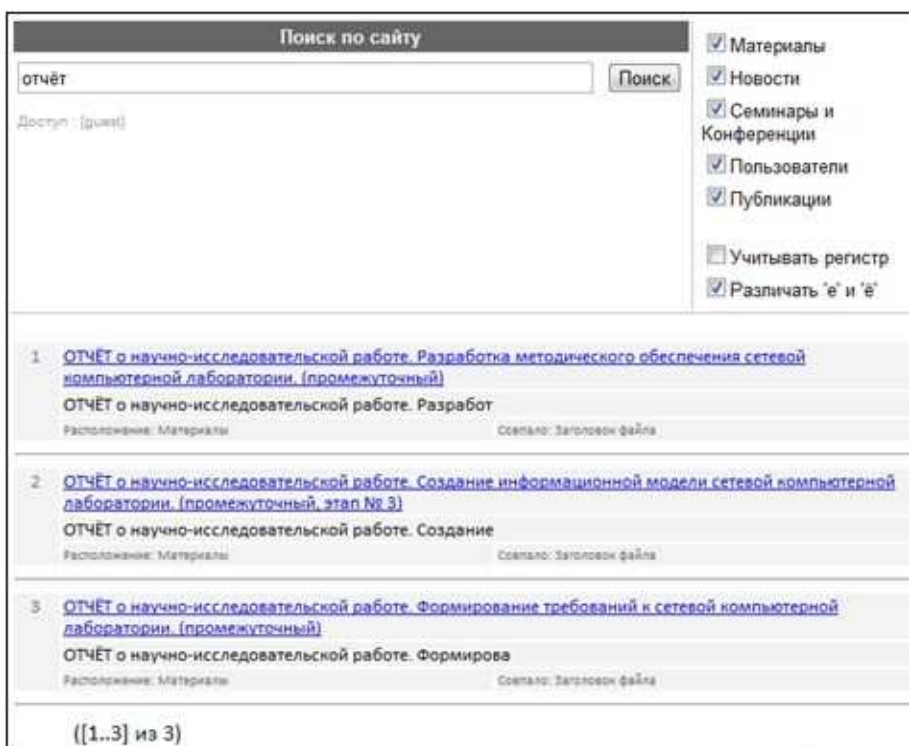 Поиск по сайту
отчёт
Поиск
Доступ : [guest]
Материалы
Новости
Семинары и
Конференции
Пользователи
Публикации
Учитывать регистр
Различать 'е' и 'ё'
1 ОТЧЁТ о научно-исследовательской работе. Разработка методического обеспечения сетевой
компьютерной лаборатории. (промежуточный)
ОТЧЁТ о научно-исследовательской работе. Разработ
Расположение: Материалы Совпало: Заголовок файла
2 ОТЧЁТ о научно-исследовательской работе. Создание информационной модели сетевой компьютерной
лаборатории. (промежуточный, этап № 3)
ОТЧЁТ о научно-исследовательской работе. Создание
Расположение: Материалы Совпало: Заголовок файла
3 ОТЧЁТ о научно-исследовательской работе. Формирование требований к сетевой компьютерной
лаборатории. (промежуточный)
ОТЧЁТ о научно-исследовательской работе. Формирова
Расположение: Материалы Совпало: Заголовок файла
([1..3] из 3)